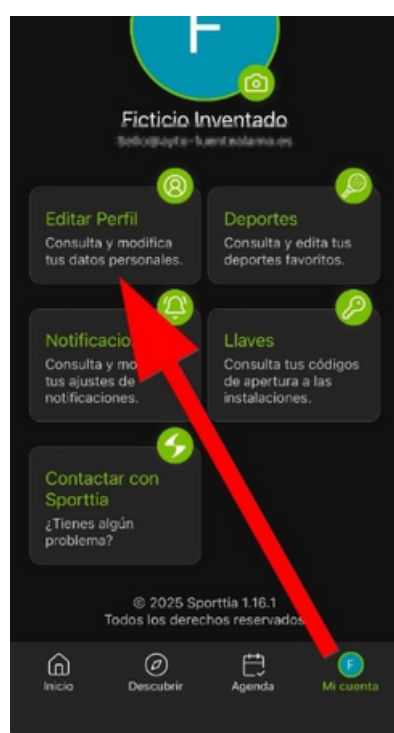 F
Ficticio Inventado
Editar Perfil
Consulta y modifica
tus datos personales.
Deportes
Consulta y edita tus
deportes favoritos.
Consulta y
tus ajustes de
notificaciones.
Llaves
Consulta tus códigos
de apertura a las
instalaciones.
Contactar con
Sporttia
¿Tienes algún
problema?
© 2025 Sporttia 1.16.1
Todos los derechos reservados
Inicio
Descubrir
Agenda
F
Mi cuenta